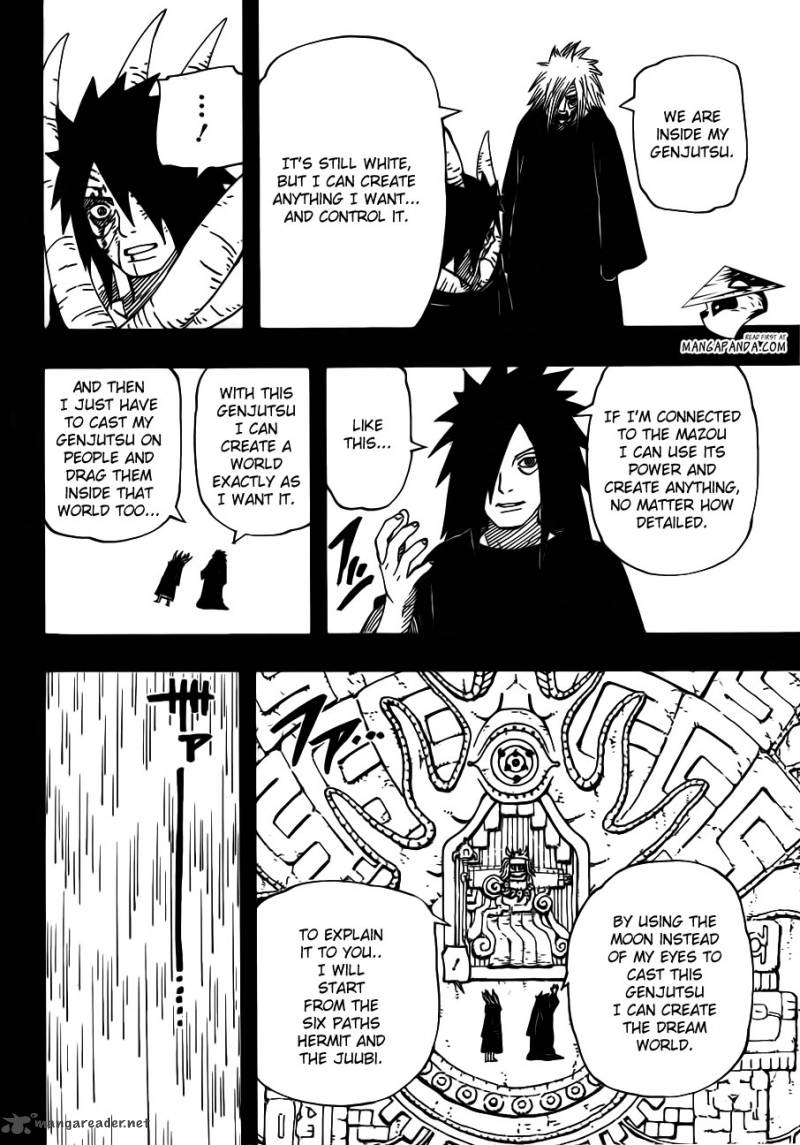 WE ARE
INSIDE MY
GENJUTSU.
IT'S STILL WHITE,
BUT I CAN CREATE
ANYTHING I WANT...
AND CONTROL IT.
...!
READ FIRST AT
MANGAPANDA.COM
IF I'M CONNECTED
TO THE MAZOU
I CAN USE ITS
POWER AND
CREATE ANYTHING,
NO MATTER HOW
DETAILED.
LIKE
THIS...
WITH THIS
GENJUTSU
I CAN
CREATE A
WORLD
EXACTLY AS
I WANT IT.
AND THEN
I JUST HAVE
TO CAST MY
GENJUTSU ON
PEOPLE AND
DRAG THEM
INSIDE THAT
WORLD TOO...
BY USING THE
MOON INSTEAD
OF MY EYES TO
CAST THIS
GENJUTSU
I CAN CREATE
THE DREAM
WORLD.
!
TO EXPLAIN
IT TO YOU..
I WILL
START
FROM THE
SIX PATHS
HERMIT AND
THE JUUBI.
mangareader.net